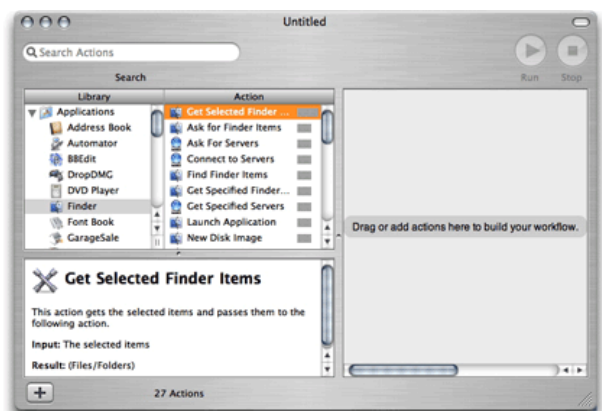 Untitled
Search Actions
Search
Run Stop
Library Action
Applications
Address Book
Automator
BBEdit
DropDMG
DVD Player
Finder
Font Book
GarageSale
Get Selected Finder ...
Ask for Finder Items
Ask For Servers
Connect to Servers
Find Finder Items
Get Specified Finder...
Get Specified Servers
Launch Application
New Disk Image
Drag or add actions here to build your workflow.
Get Selected Finder Items
This action gets the selected items and passes them to the
following action.
Input: The selected items
Result: (Files/Folders)
27 Actions